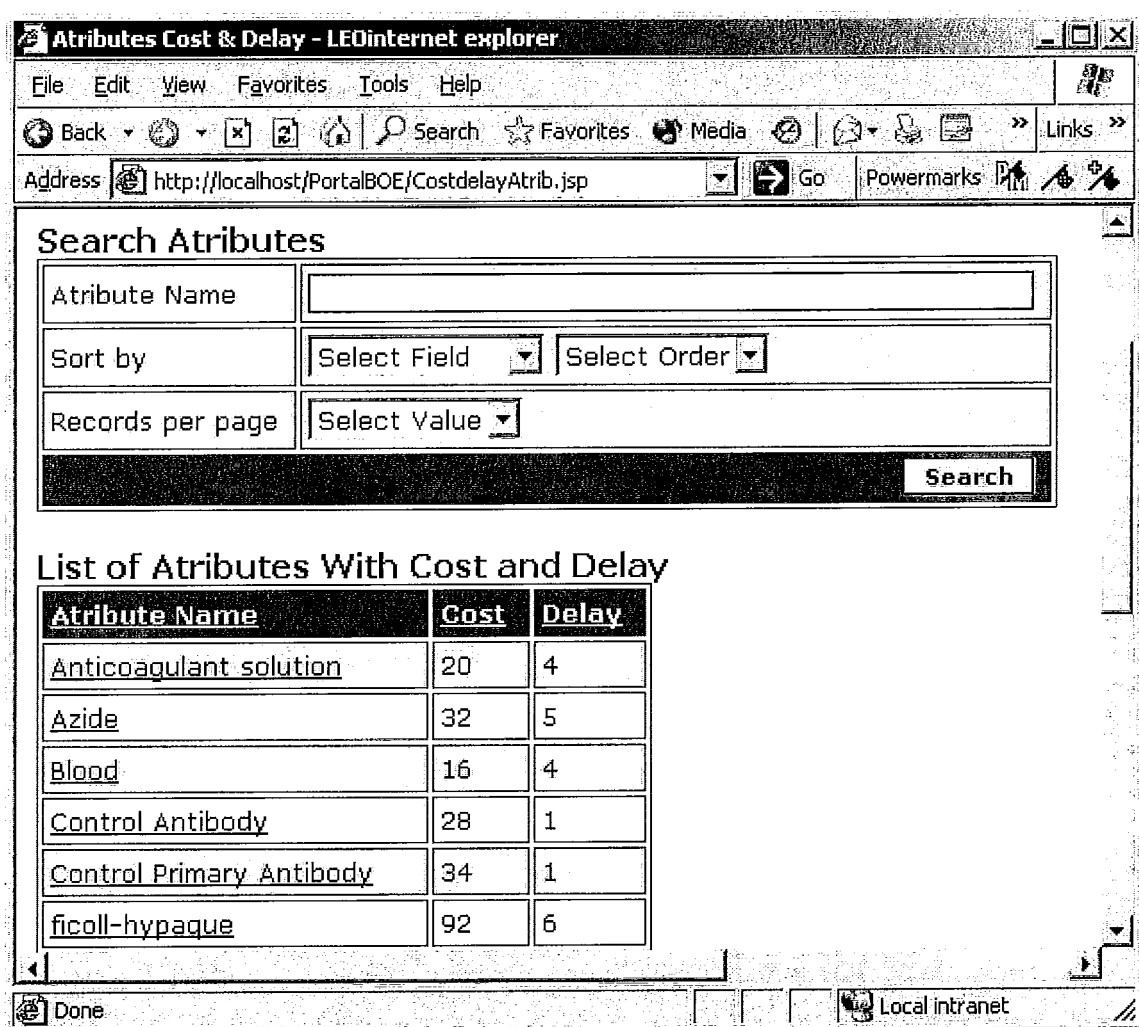 Atributes Cost & Delay - LEOinternet explorer
File Edit View Favorites Tools Help
Back Search Favorites Media » Links »
Address http://localhost/PortalBOE/CostdelayAtrib.jsp Go Powermarks
Search Atributes
Atribute Name
Sort by Select Field Select Order
Records per page Select Value
Search
List of Atributes With Cost and Delay
Atribute Name Cost Delay
Anticoagulant solution 20 4
Azide 32 5
Blood 16 4
Control Antibody 28 1
Control Primary Antibody 34 1
ficoll-hypaque 92 6
Done Local intranet